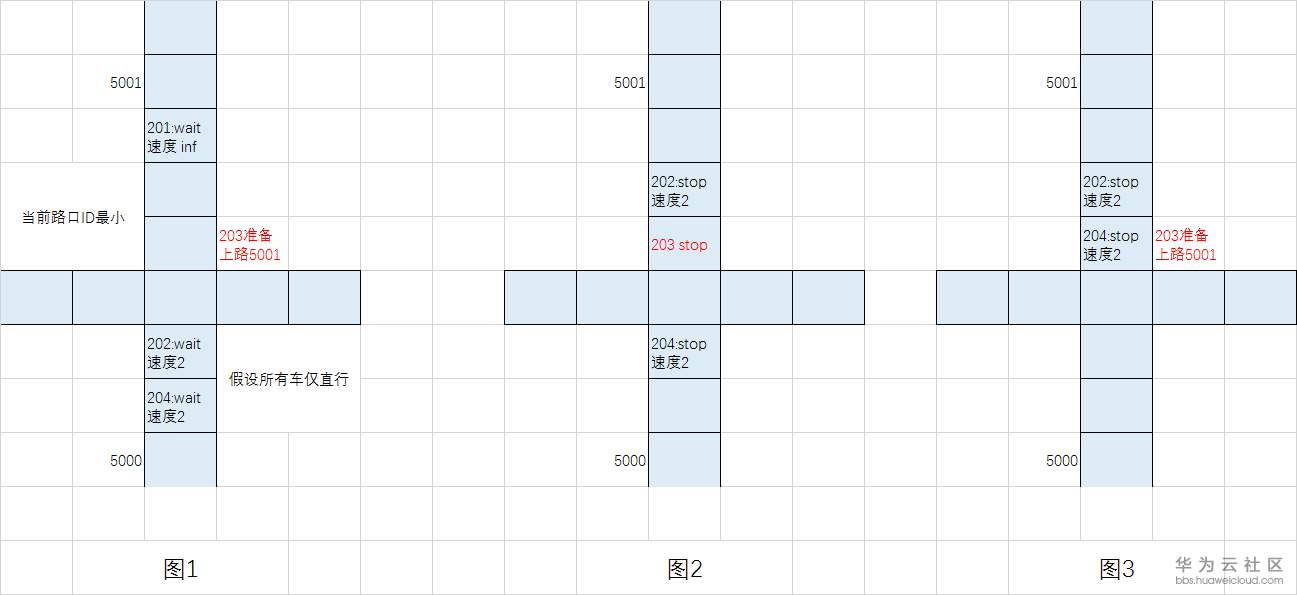 5001
201:wait
速度 inf
当前路口ID最小
203准备
上路5001
202:wait
速度2
204:wait
速度2
假设所有车仅直行
5000
图1
5001
202:stop
速度2
203 stop
204:stop
速度2
5000
图2
5001
202:stop
速度2
204:stop
速度2
203准备
上路5001
5000
图3
华为云社区
bbs.huaweicloud.com